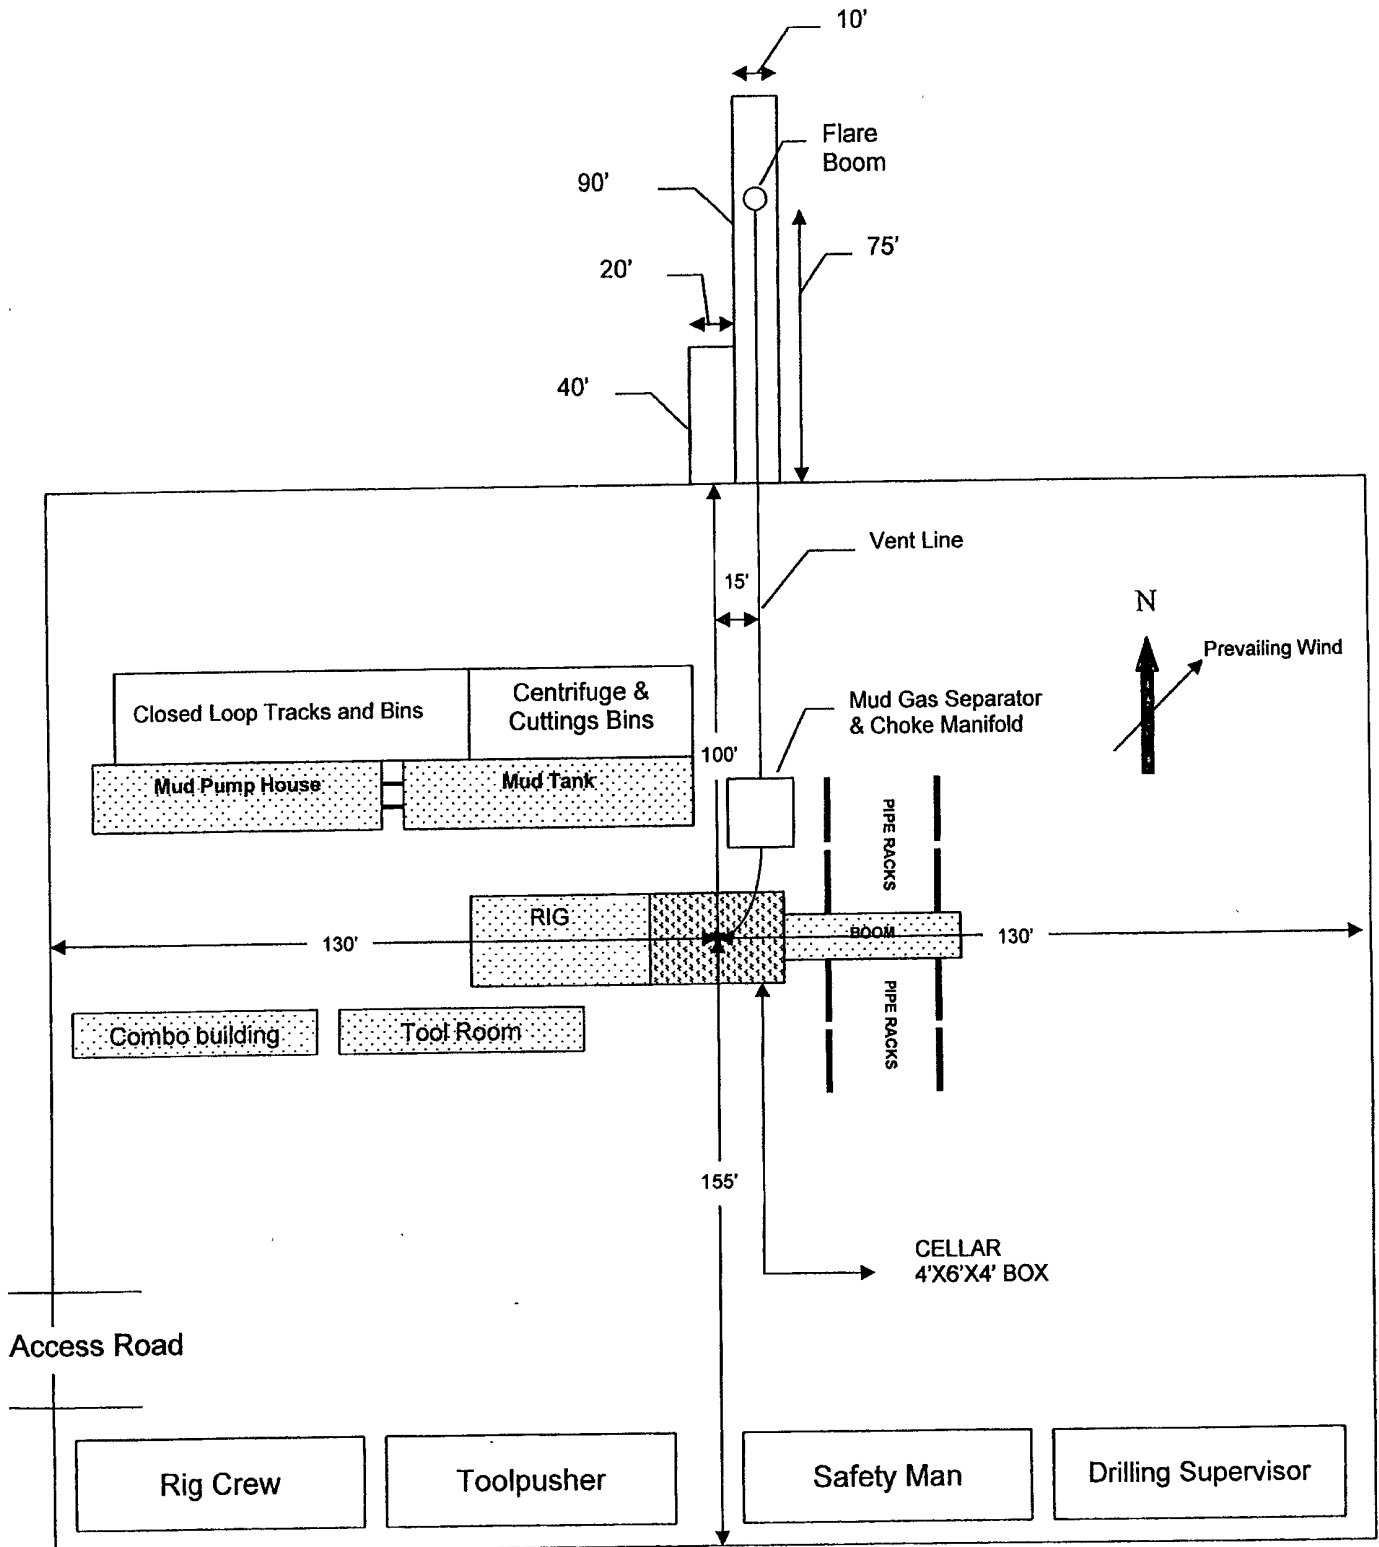 10'
Flare
Boom
90'
75'
20'
40'
Vent Line
15'
N
Prevailing Wind
Closed Loop Tracks and Bins
Centrifuge &
Cuttings Bins
Mud Gas Separator
& Choke Manifold
100'
Mud Pump House
Mud Tank
PIPE RACKS
RIG
BOOM
130'
130'
PIPE RACKS
Combo building
Tool Room
155'
CELLAR
4'X6'X4' BOX
Access Road
Rig Crew
Toolpusher
Safety Man
Drilling Supervisor